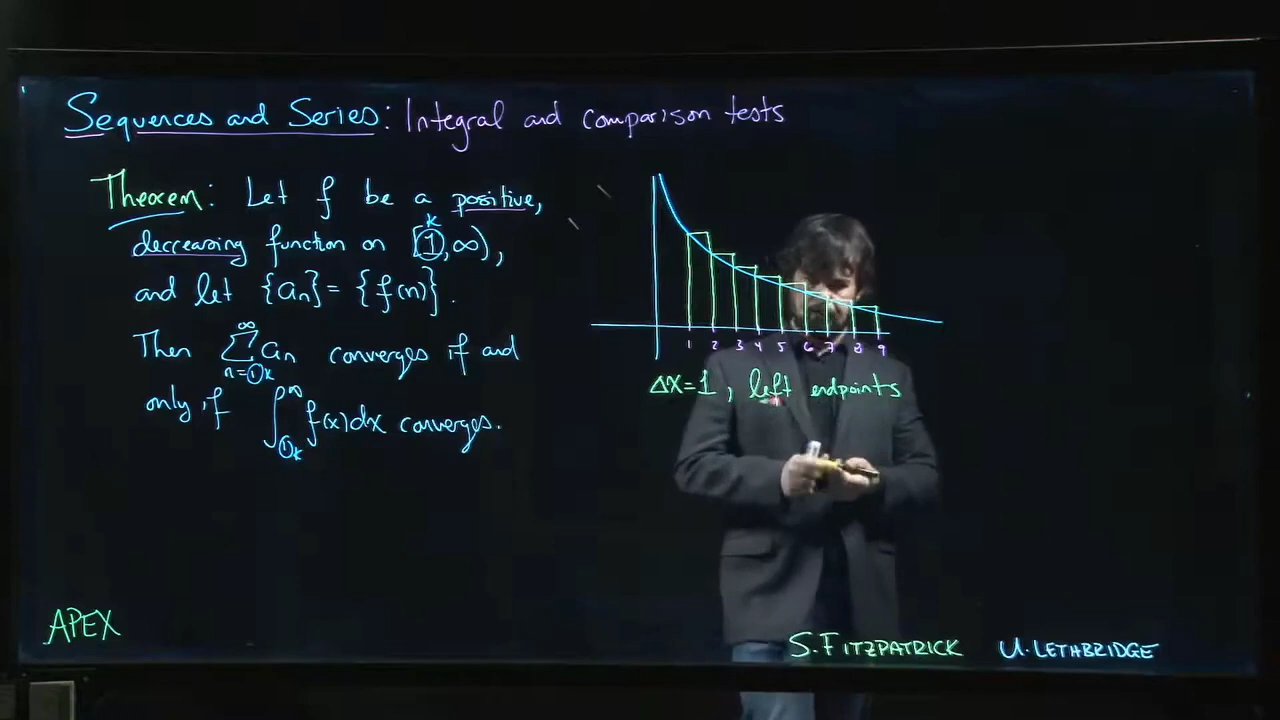 Sequences and Series: Integral and comparison tests
Theorem: Let f be a positive,
k
decreasing function on [1,∞),
and let {aₙ} = {f(n)}.
∞
Then Σ aₙ converges if and
n=1 k
∞
only if ∫ f(x)dx converges.
1 k
1 2 3 4 5 6 7 8 9
Δx=1, left endpoints
APEX
S. FITZPATRICK U. LETHBRIDGE